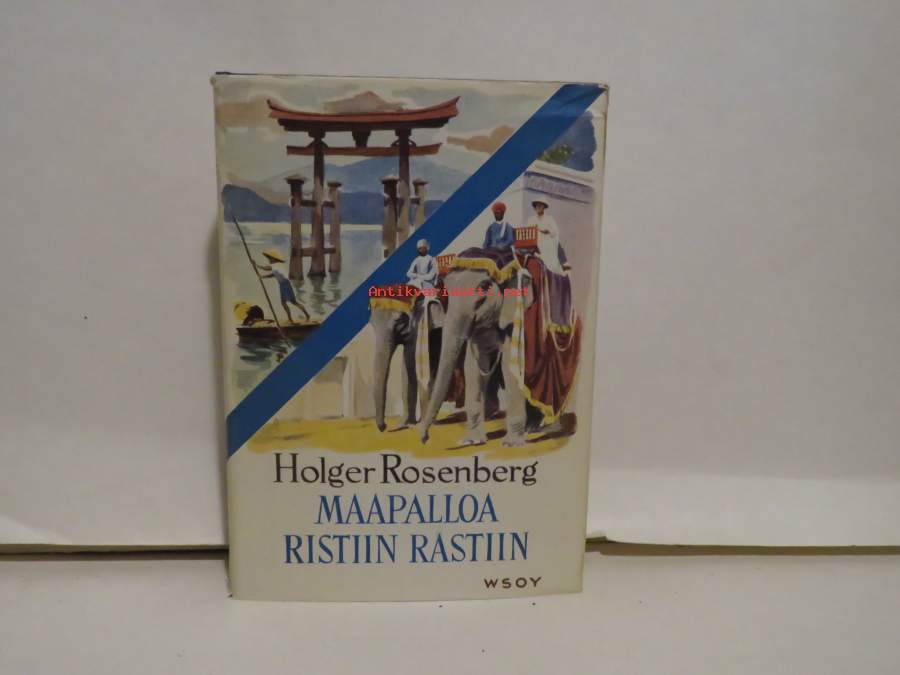 Antikvariaatti.net
Holger Rosenberg
MAAPALLOA
RISTIIN RASTIIN
WSOY